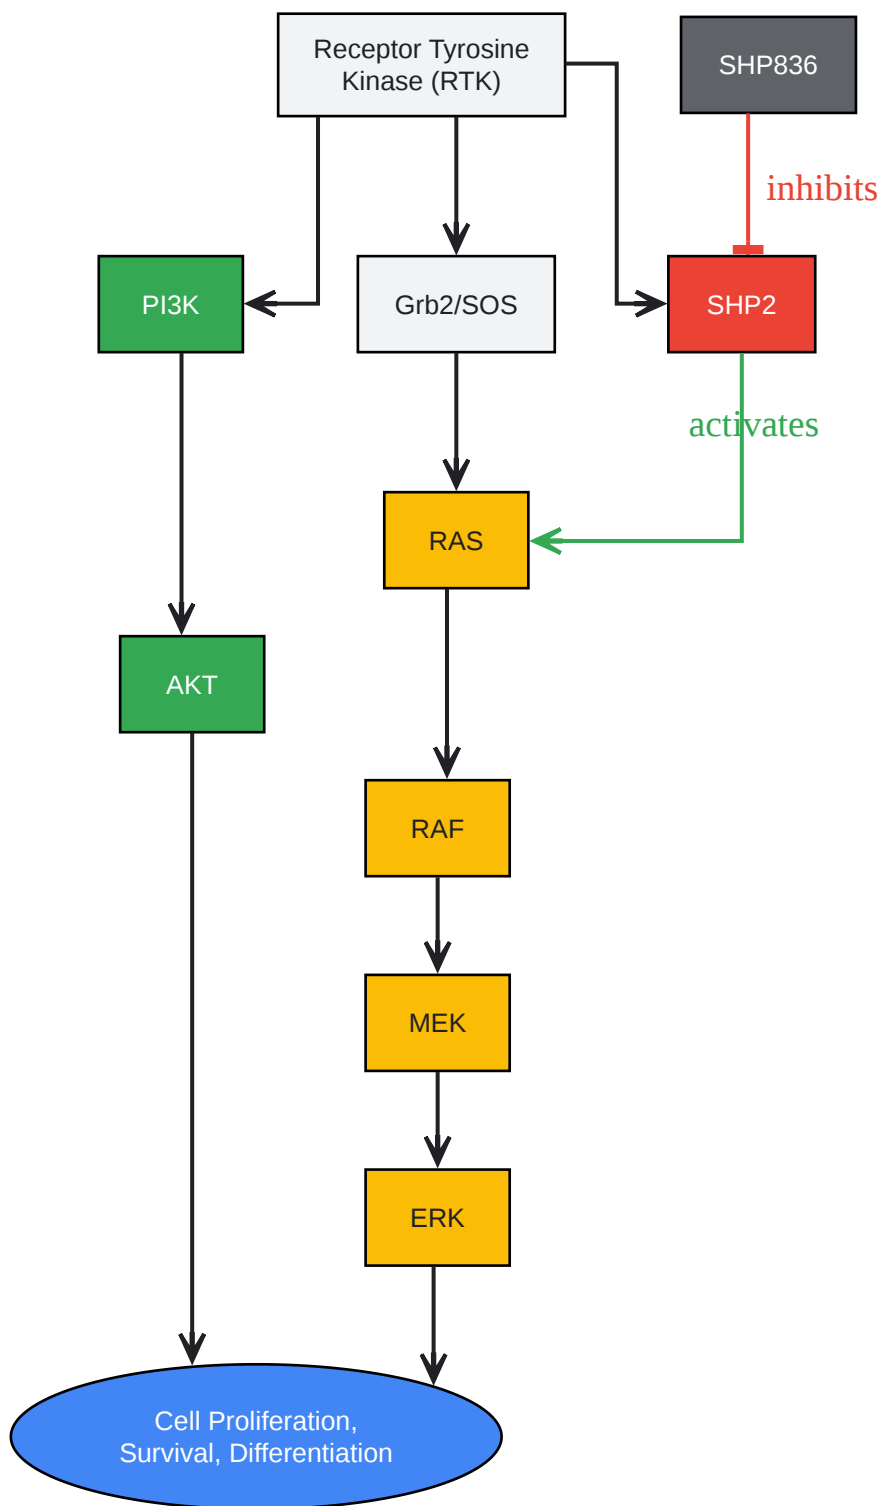 Receptor Tyrosine
Kinase (RTK)
SHP836
inhibits
PI3K
Grb2/SOS
SHP2
activates
RAS
AKT
RAF
MEK
ERK
Cell Proliferation,
Survival, Differentiation